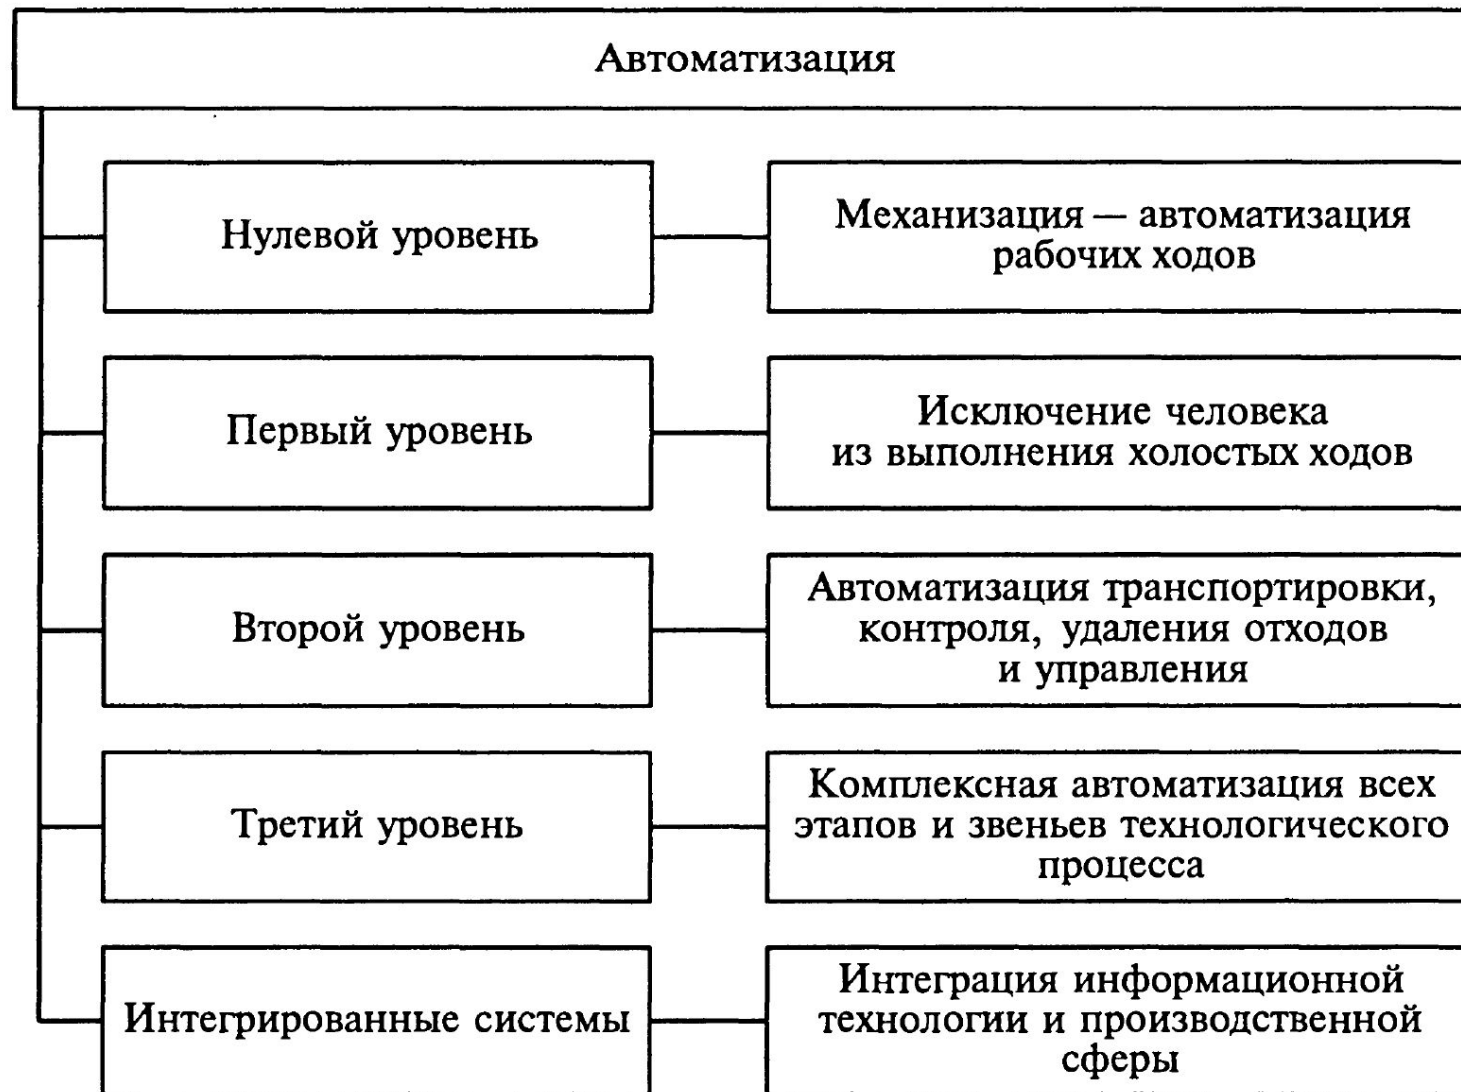 Автоматизация
Нулевой уровень
Механизация — автоматизация
рабочих ходов
Первый уровень
Исключение человека
из выполнения холостых ходов
Второй уровень
Автоматизация транспортировки,
контроля, удаления отходов
и управления
Третий уровень
Комплексная автоматизация всех
этапов и звеньев технологического
процесса
Интегрированные системы
Интеграция информационной
технологии и производственной
сферы